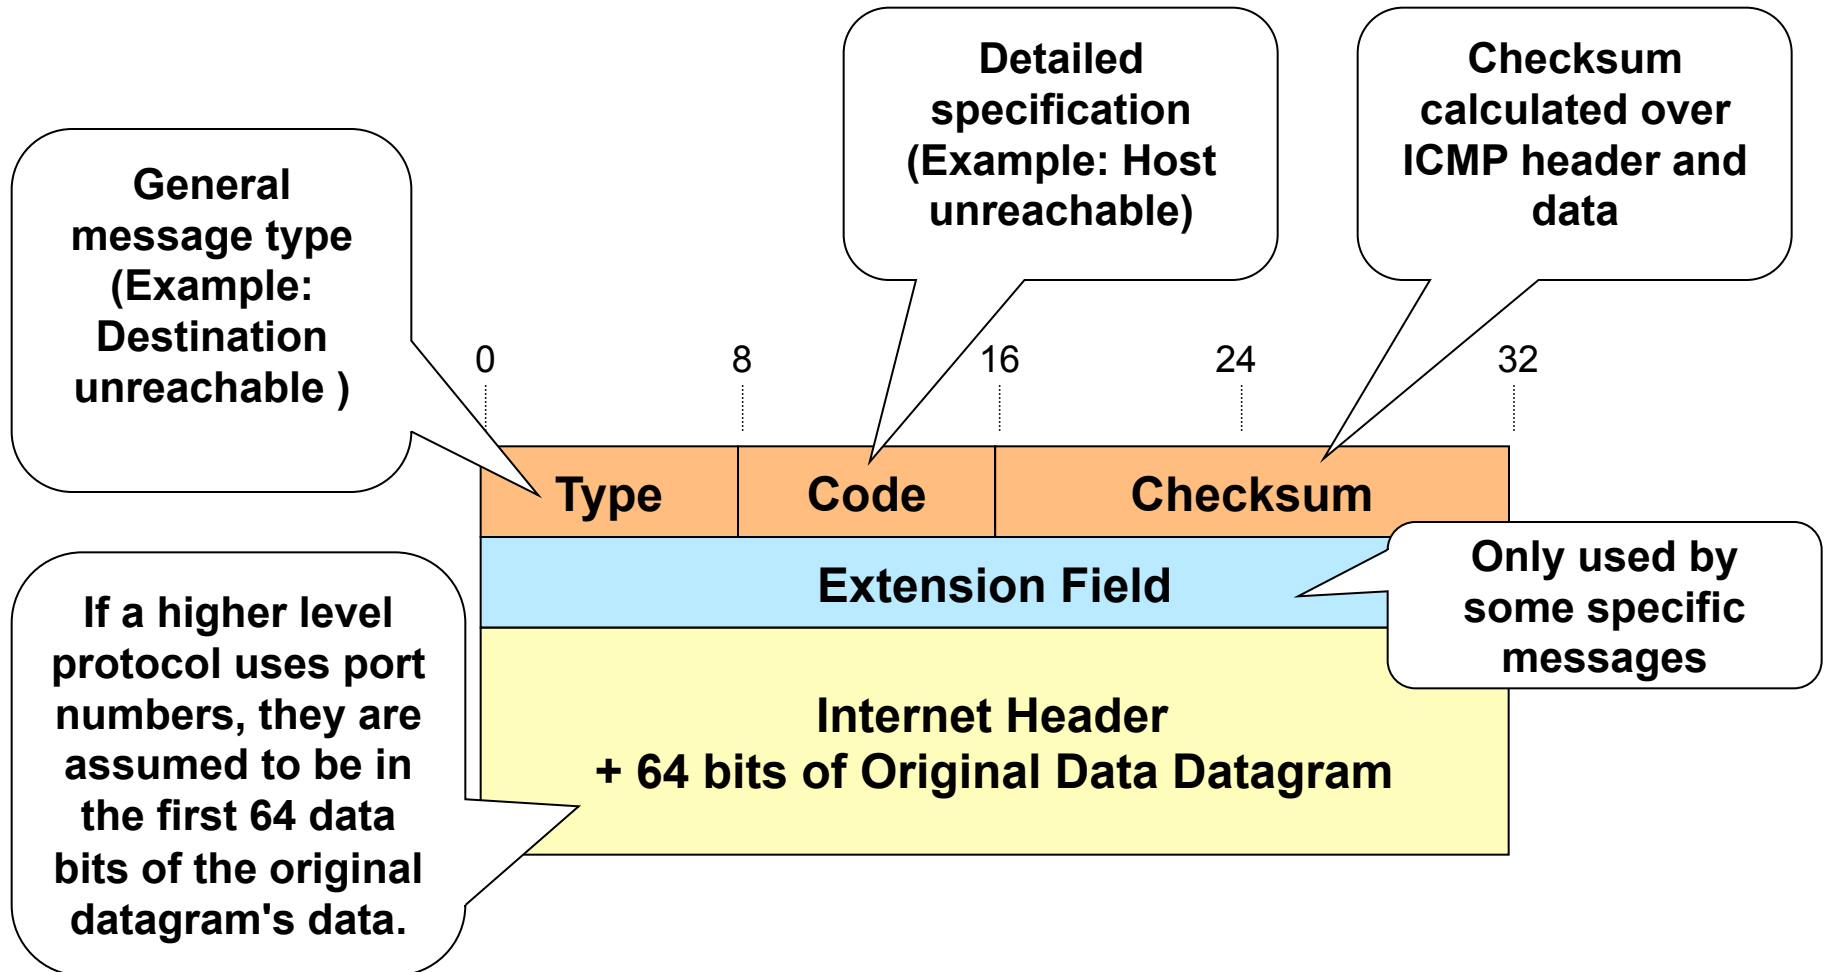 Detailed
specification
(Example: Host
unreachable)
Checksum
calculated over
ICMP header and
data
General
message type
(Example:
Destination
unreachable )
0 8 16 24 32
Type Code Checksum
Extension Field
Only used by
some specific
messages
Internet Header
+ 64 bits of Original Data Datagram
If a higher level
protocol uses port
numbers, they are
assumed to be in
the first 64 data
bits of the original
datagram's data.